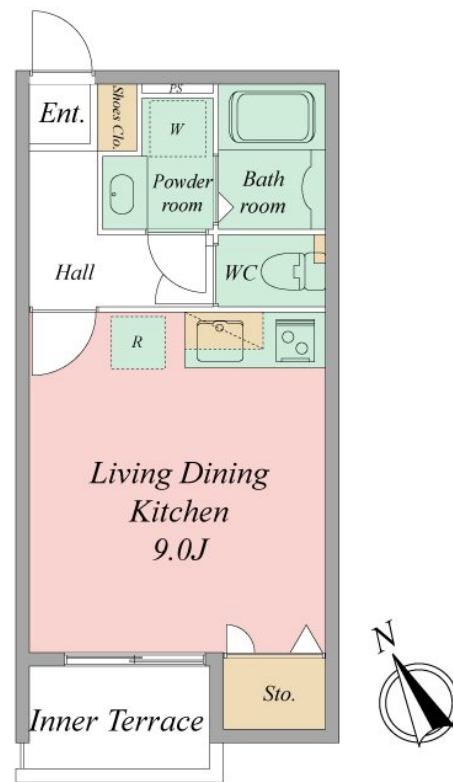 Ent.
Shoes Clo.
PS
W
Powder
room
Bath
room
Hall
WC
R
Living Dining
Kitchen
9.0J
N
Sto.
Inner Terrace